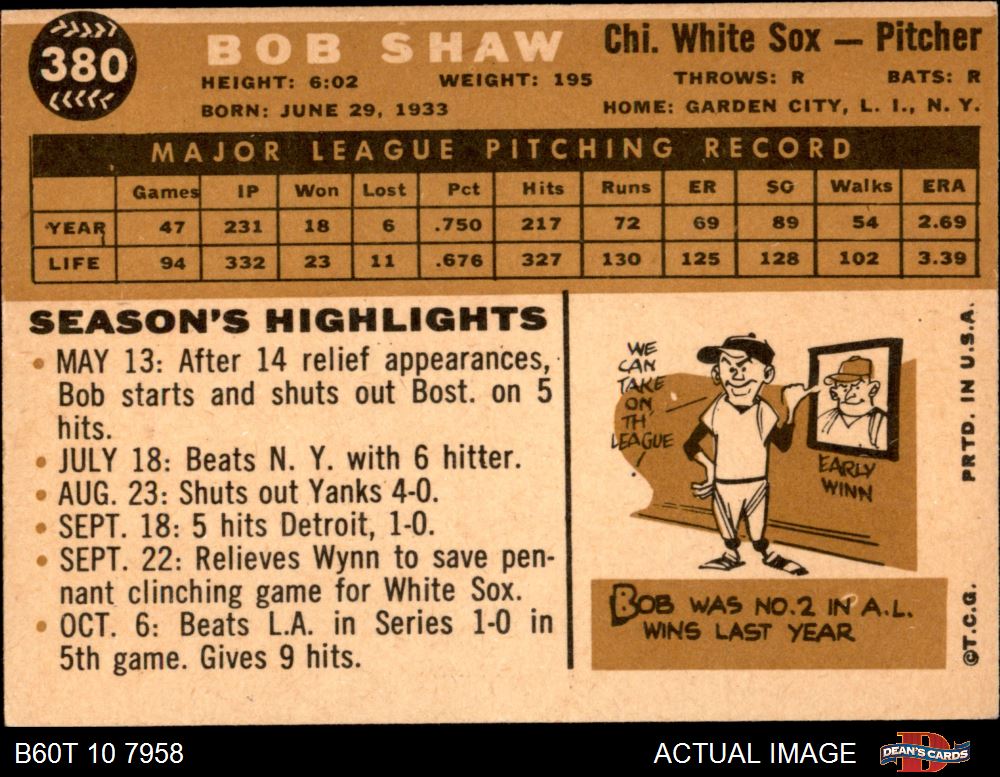 380
BOB SHAW Chi. White Sox — Pitcher
HEIGHT: 6:02 WEIGHT: 195 THROWS: R BATS: R
BORN: JUNE 29, 1933 HOME: GARDEN CITY, L. I., N. Y.
MAJOR LEAGUE PITCHING RECORD
Games IP Won Lost Pct Hits Runs ER SO Walks ERA
YEAR 47 231 18 6 .750 217 72 69 89 54 2.69
LIFE 94 332 23 11 .676 327 130 125 128 102 3.39
SEASON'S HIGHLIGHTS
• MAY 13: After 14 relief appearances,
Bob starts and shuts out Bost. on 5
hits.
• JULY 18: Beats N. Y. with 6 hitter.
• AUG. 23: Shuts out Yanks 4-0.
• SEPT. 18: 5 hits Detroit, 1-0.
• SEPT. 22: Relieves Wynn to save pen-
nant clinching game for White Sox.
• OCT. 6: Beats L.A. in Series 1-0 in
5th game. Gives 9 hits.
WE
CAN
TAKE
ON
TH'
LEAGUE
!
EARLY
WINN
BOB WAS NO.2 IN A.L.
WINS LAST YEAR
PRTD. IN U.S.A.
©T.C.G.
B60T 10 7958 ACTUAL IMAGE DEAN'S CARDS